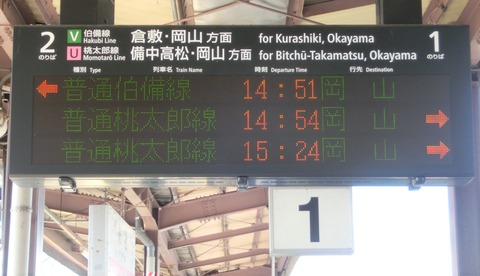 2 のりば V 伯備線 Hakubi Line 倉敷・岡山 方面 for Kurashiki, Okayama 1 のりば
U 桃太郎線 Momotarō Line 備中高松・岡山 方面 for Bitchū-Takamatsu, Okayama
種別 Type 列車名 Train Name 時刻 Departure Time 行先 Destination
← 普通伯備線 14:51 岡 山
普通桃太郎線 14:54 岡 山 →
普通桃太郎線 15:24 岡 山 →
1